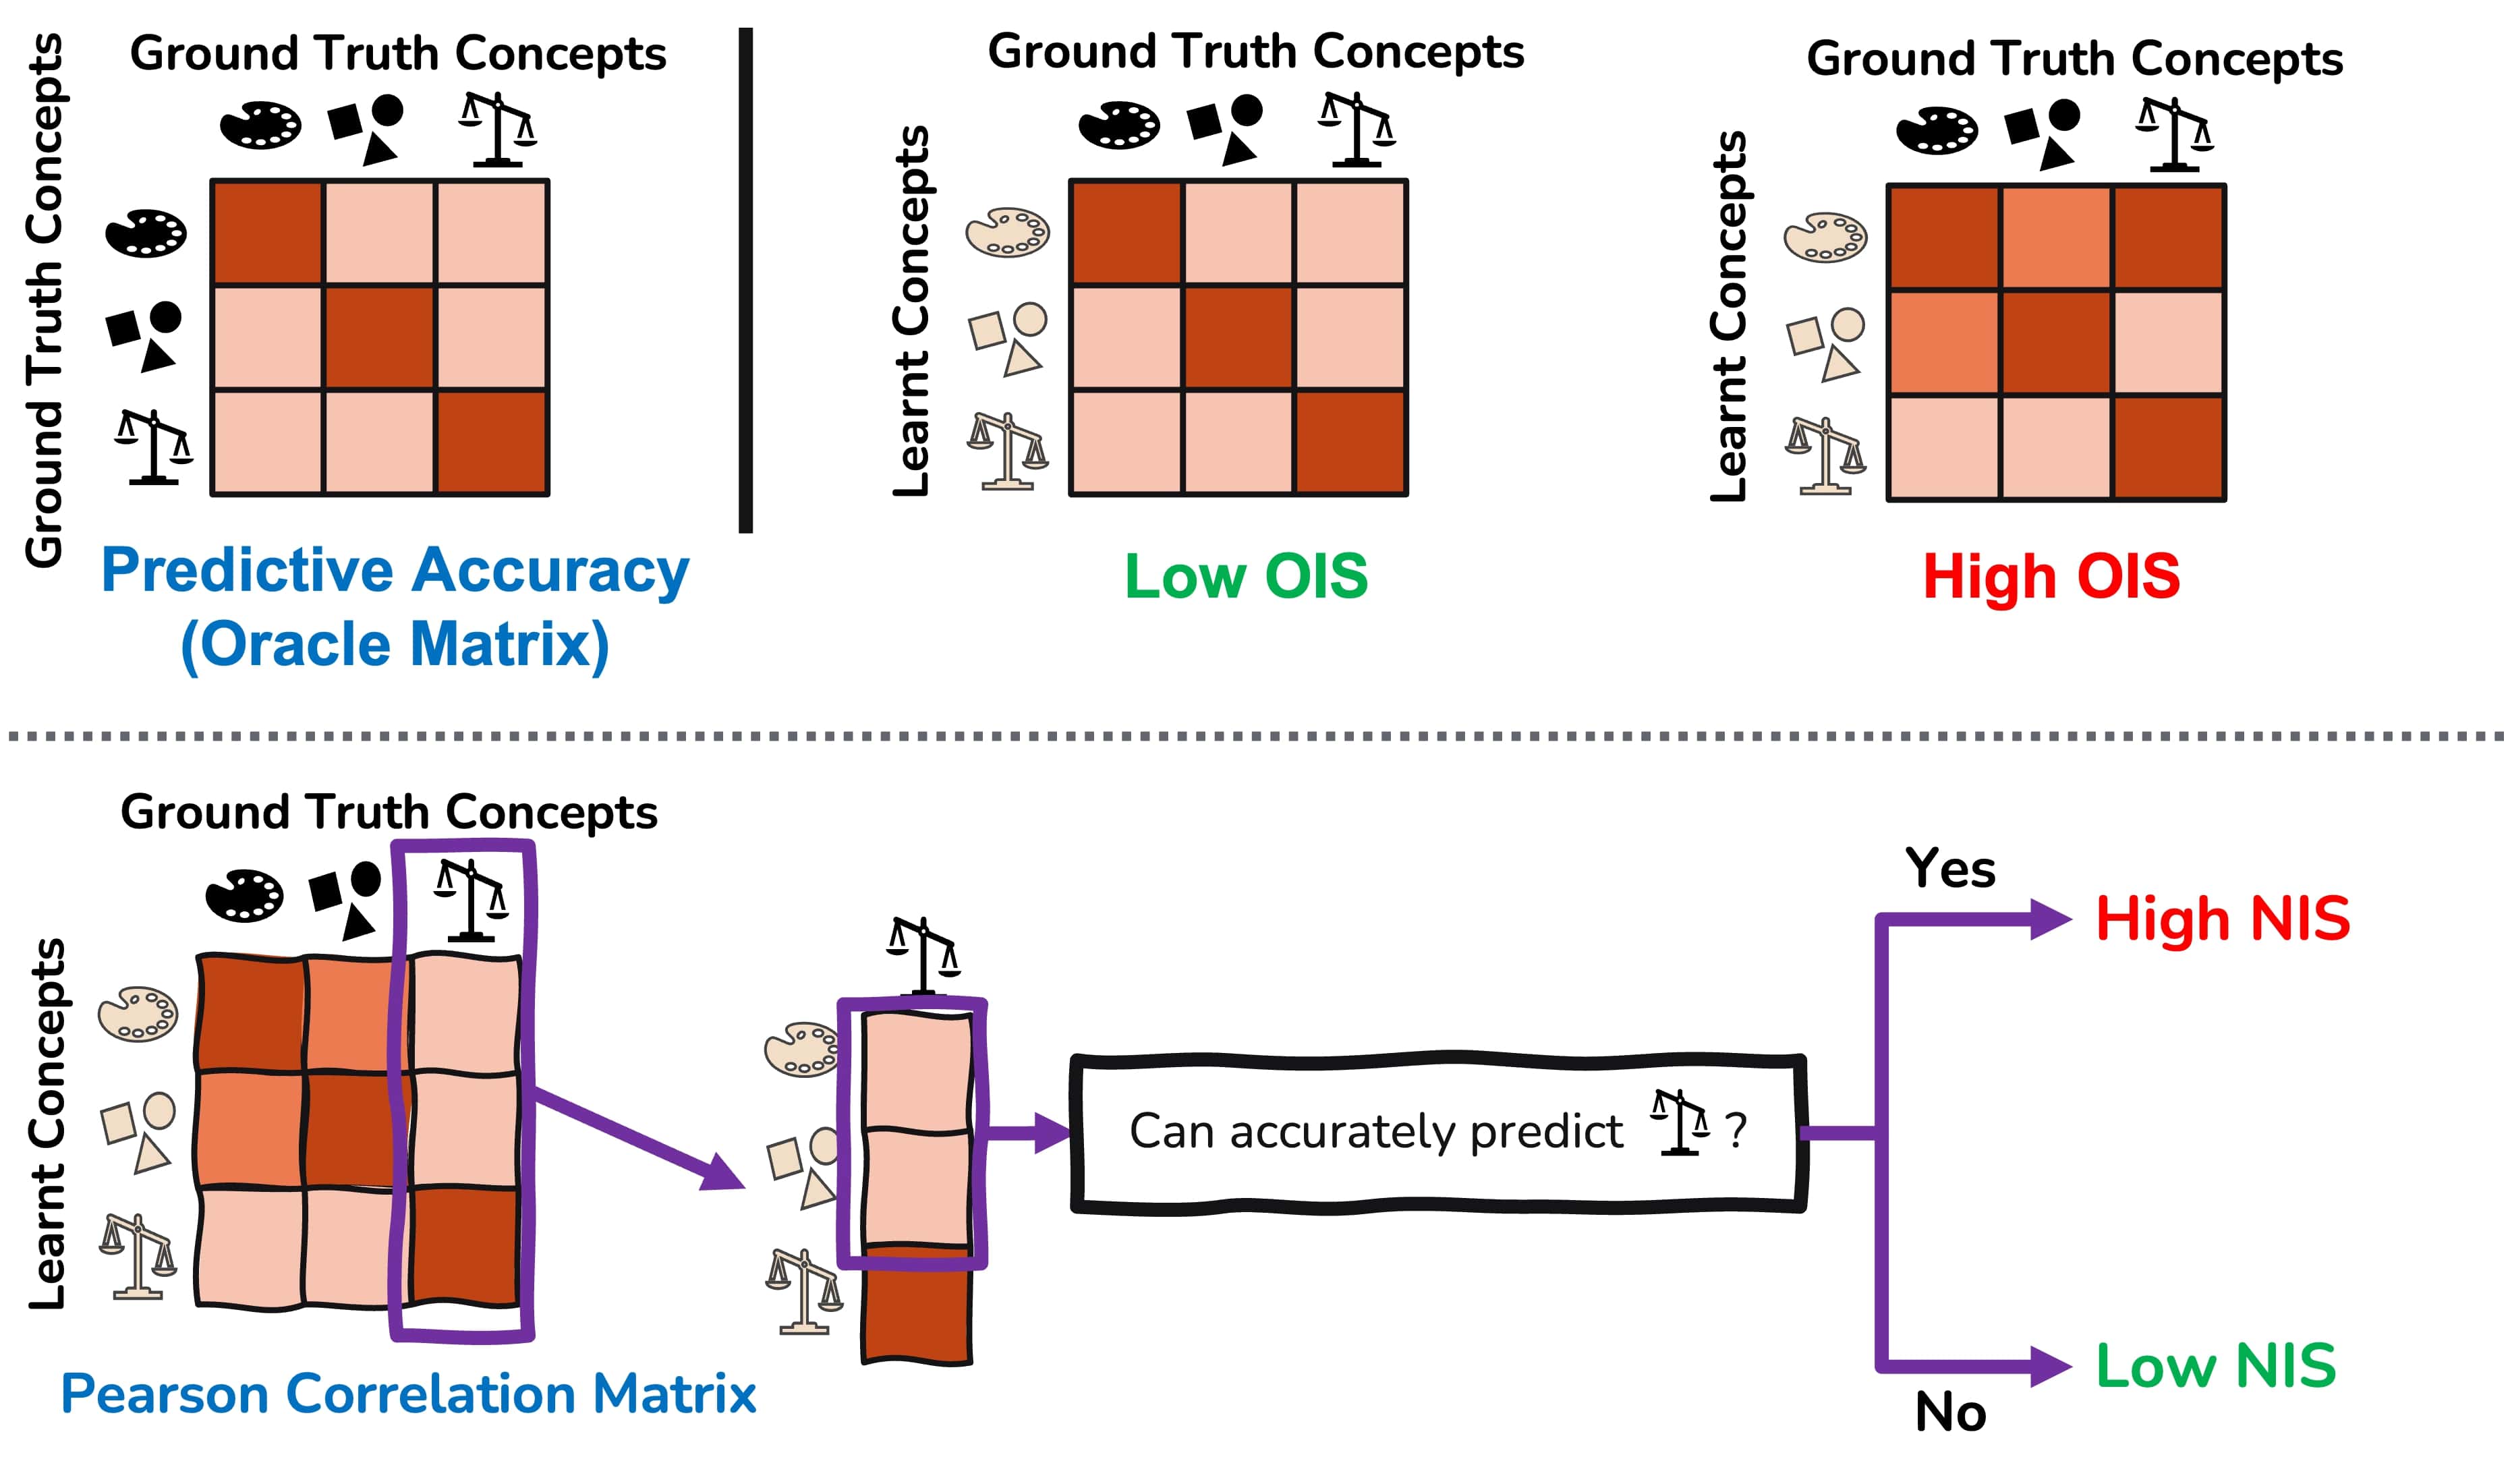 Ground Truth Concepts
Ground Truth Concepts
Predictive Accuracy
(Oracle Matrix)
Ground Truth Concepts
Learnt Concepts
Low OIS
Ground Truth Concepts
Learnt Concepts
High OIS
Ground Truth Concepts
Learnt Concepts
Pearson Correlation Matrix
Can accurately predict ?
Yes
High NIS
Low NIS
No